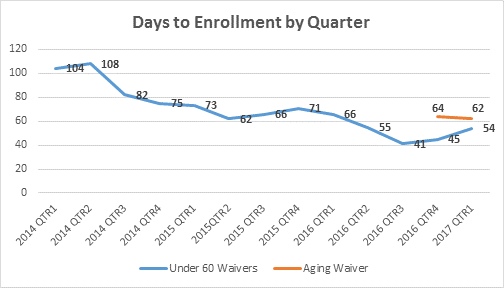 Days to Enrollment by Quarter
120
100
80
60
40
20
0
104
108
82
75
73
62
66
71
66
55
41
45
54
64
62
2014 QTR1
2014 QTR2
2014 QTR3
2014 QTR4
2015 QTR1
2015QTR2
2015 QTR3
2015 QTR4
2016 QTR1
2016 QTR2
2016 QTR3
2016 QTR4
2017 QTR1
Under 60 Waivers
Aging Waiver